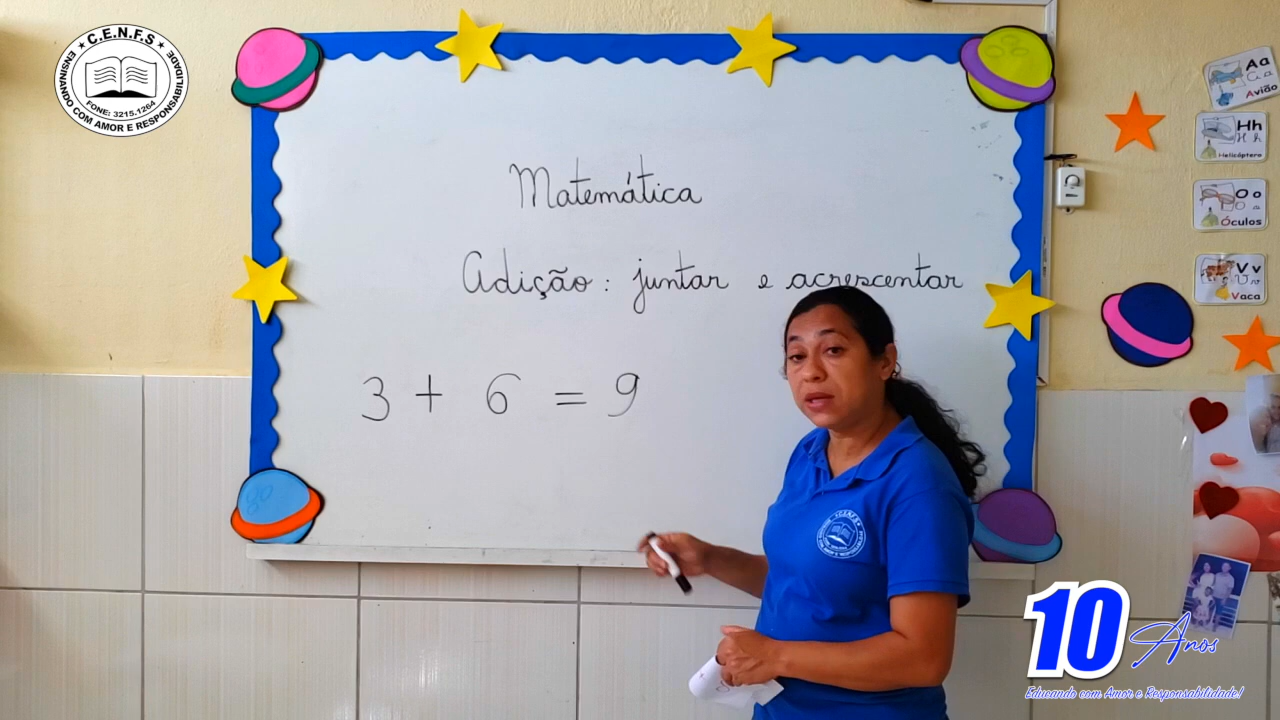 C.E.N.F.S
ENSINANDO COM AMOR E RESPONSABILIDADE
FONE: 3215.1264
Matemática
Adição: juntar e acrescentar
3 + 6 = 9
Aa
Avião
Hh
Helicóptero
Oo
Óculos
Vv
Vaca
C.E.N.F.S
10 Anos
Educando com Amor e Responsabilidade!